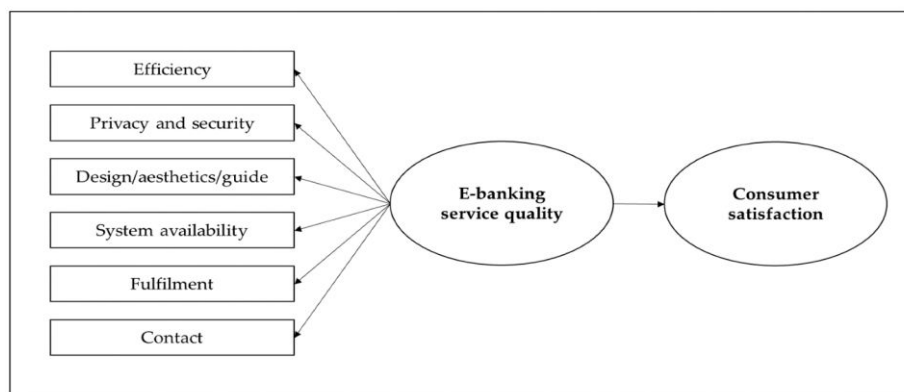 Efficiency
Privacy and security
Design/aesthetics/guide
System availability
Fulfilment
Contact
E-banking
service quality
Consumer
satisfaction